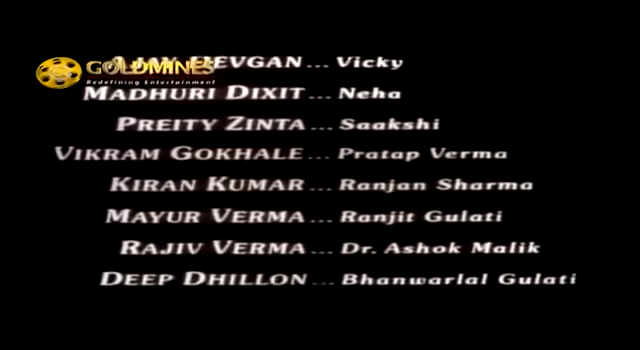 DEVGAN ... Vicky
GOLDMINES
Redefining Entertainment
MADHURI DIXIT ... Neha
PREITY ZINTA ... Saakshi
VIKRAM GOKHALE ... Pratap Verma
KIRAN KUMAR ... Ranjan Sharma
MAYUR VERMA ... Ranjit Gulati
RAJIV VERMA ... Dr. Ashok Malik
DEEP DHILLON ... Bhanwarlal Gulati